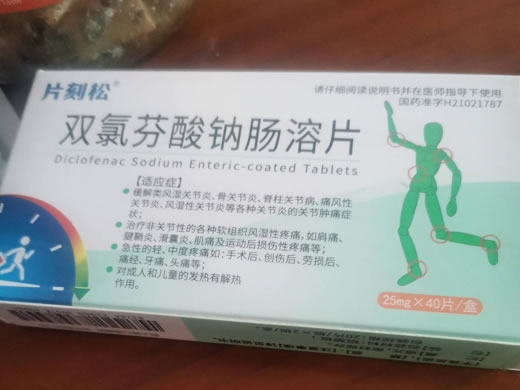 片刻松®
请仔细阅读说明书并在医师指导下使用
国药准字H21021787
双氯芬酸钠肠溶片
Diclofenac Sodium Enteric-coated Tablets
【适应症】
• 缓解类风湿关节炎、骨关节炎、脊柱关节病、痛风性
关节炎、风湿性关节炎等各种关节炎的关节肿痛症
状；
• 治疗非关节性的各种软组织风湿性疼痛，如肩痛、
腱鞘炎、滑囊炎、肌痛及运动后损伤性疼痛等；
• 急性的轻、中度疼痛如：手术后、创伤后、劳损后、
痛经、牙痛、头痛等；
• 对成人和儿童的发热有解热
作用。
25mg×40片/盒